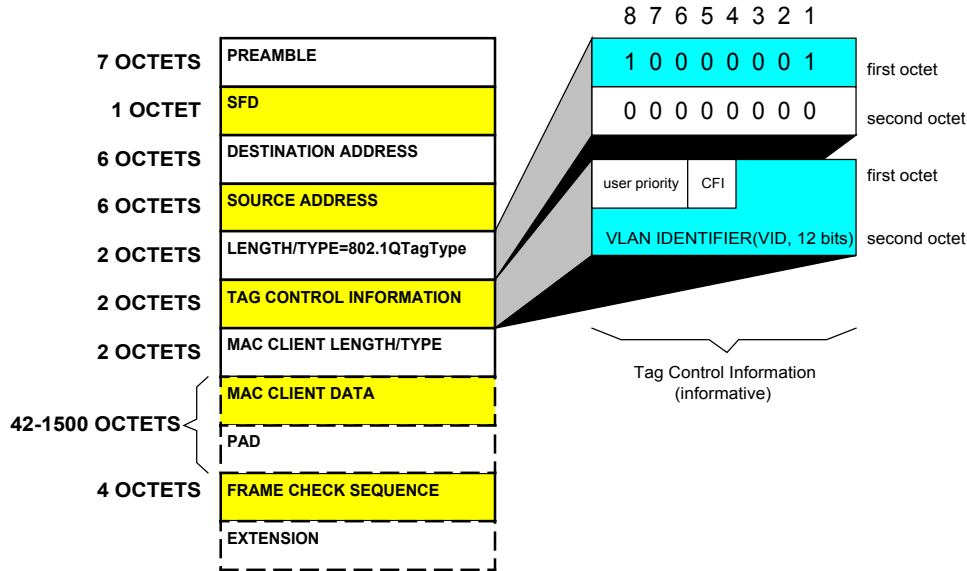 8 7 6 5 4 3 2 1
7 OCTETS PREAMBLE 1 0 0 0 0 0 0 1 first octet
1 OCTET SFD 0 0 0 0 0 0 0 0 second octet
6 OCTETS DESTINATION ADDRESS
user priority CFI first octet
6 OCTETS SOURCE ADDRESS
VLAN IDENTIFIER(VID, 12 bits) second octet
2 OCTETS LENGTH/TYPE=802.1QTagType
2 OCTETS TAG CONTROL INFORMATION
2 OCTETS MAC CLIENT LENGTH/TYPE
Tag Control Information
(informative)
MAC CLIENT DATA
42-1500 OCTETS
PAD
4 OCTETS FRAME CHECK SEQUENCE
EXTENSION